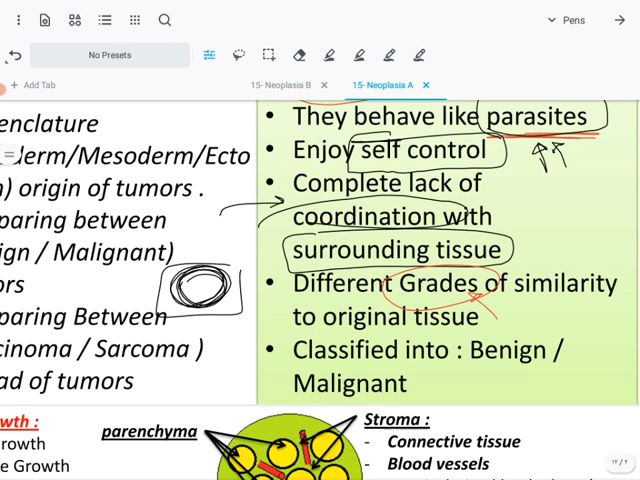 Pens
No Presets
Add Tab
15- Neoplasia B
15- Neoplasia A
enclature
derm/Mesoderm/Ecto
) origin of tumors .
paring between
ign / Malignant)
ors
paring Between
cinoma / Sarcoma )
ad of tumors
• They behave like parasites
• Enjoy self control
• Complete lack of
coordination with
surrounding tissue
• Different Grades of similarity
to original tissue
• Classified into : Benign /
Malignant
wth :
rowth
e Growth
parenchyma
Stroma :
- Connective tissue
- Blood vessels
١٢/٢